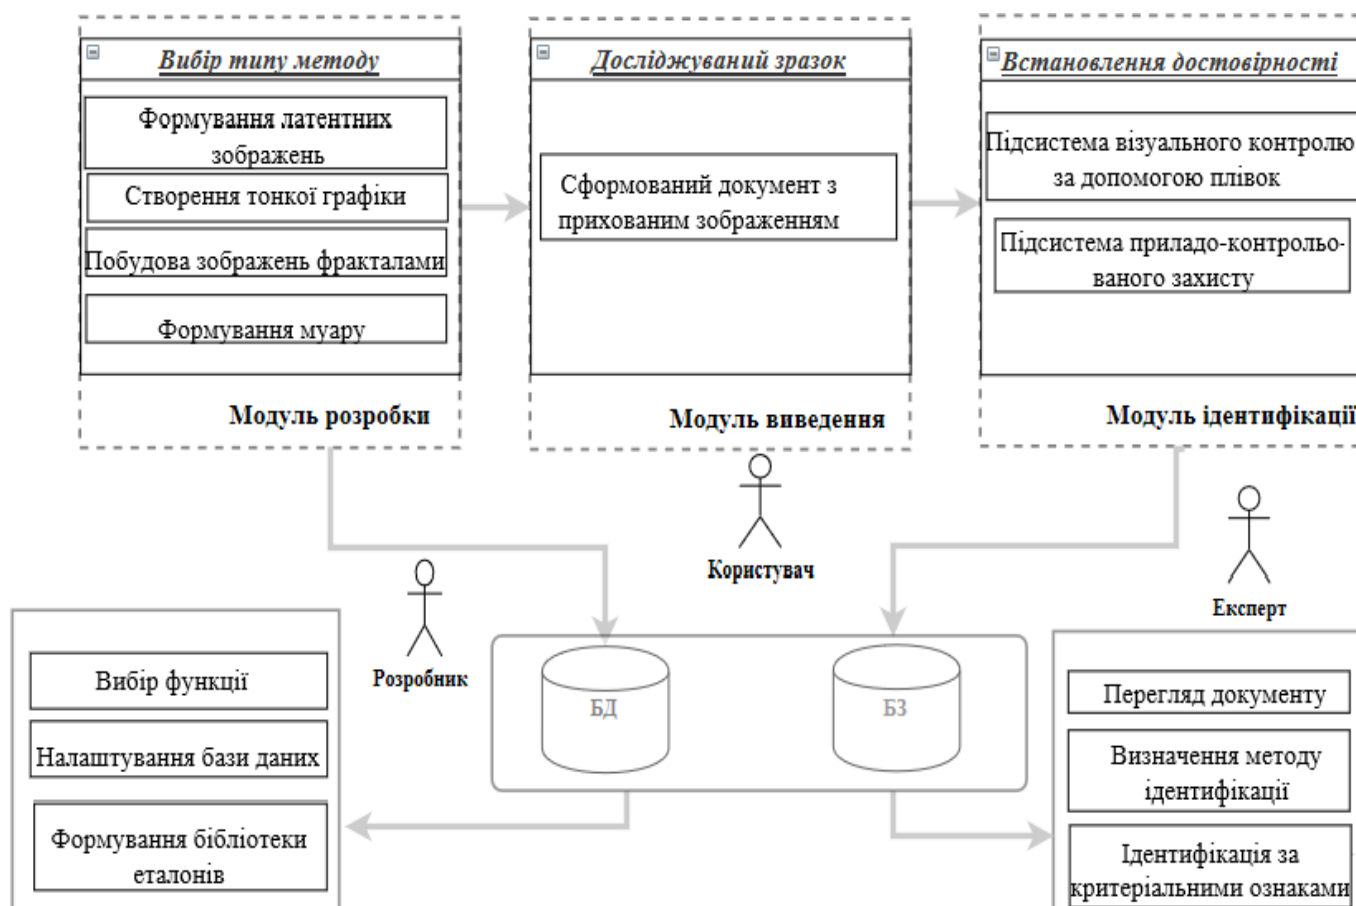 Вибір типу методу
Формування латентних
зображень
Створення тонкої графіки
Побудова зображень фракталами
Формування муару
Модуль розробки
Досліджуваний зразок
Сформований документ з
прихованим зображенням
Модуль виведення
Встановлення достовірності
Підсистема візуального контролю
за допомогою плівок
Підсистема приладо-контрольо-
ваного захисту
Модуль ідентифікації
Користувач
Експерт
Розробник
БД
БЗ
Вибір функції
Налаштування бази даних
Формування бібліотеки
еталонів
Перегляд документу
Визначення методу
ідентифікації
Ідентифікація за
критеріальними ознаками